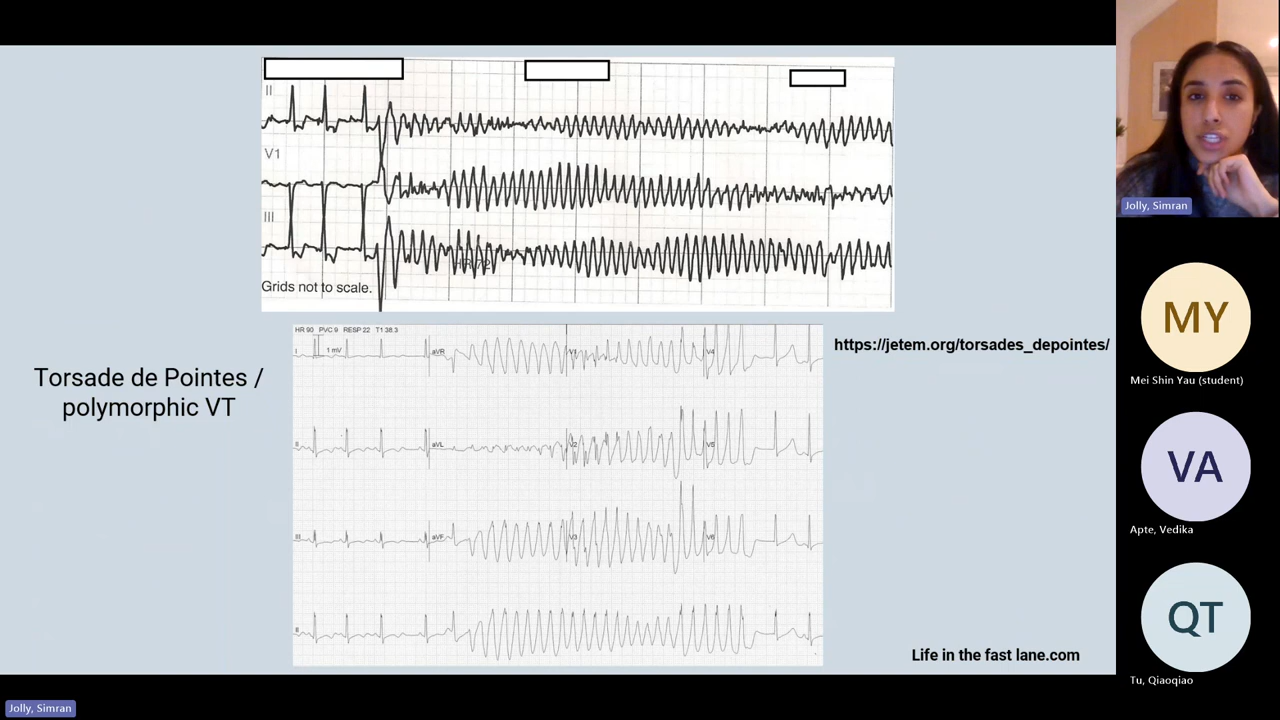 II
V1
III
HR 72
Grids not to scale.
HR 90 PVC 9 RESP 22 T1 38.3
I
1 mV
aVR
V1
V4
II
aVL
V2
V5
III
aVF
V3
V6
II
Torsade de Pointes /
polymorphic VT
https://jetem.org/torsades_depointes/
Life in the fast lane.com
Jolly, Simran
MY
Mei Shin Yau (student)
VA
Apte, Vedika
QT
Tu, Qiaoqiao
Jolly, Simran